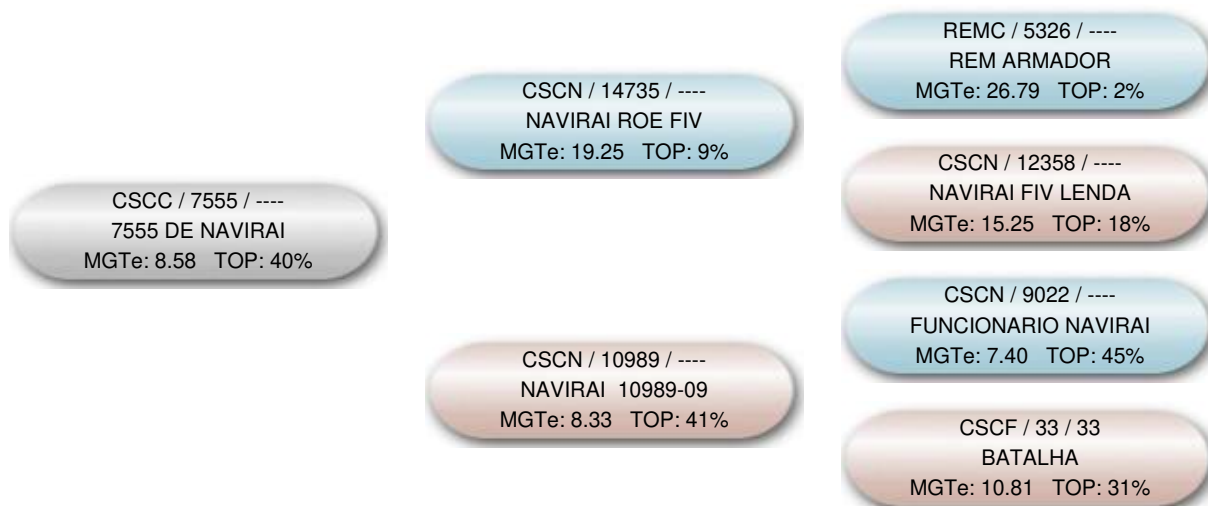 CSCC / 7555 / ----
7555 DE NAVIRAI
MGTe: 8.58 TOP: 40%
CSCN / 14735 / ----
NAVIRAI ROE FIV
MGTe: 19.25 TOP: 9%
CSCN / 10989 / ----
NAVIRAI 10989-09
MGTe: 8.33 TOP: 41%
REMC / 5326 / ----
REM ARMADOR
MGTe: 26.79 TOP: 2%
CSCN / 12358 / ----
NAVIRAI FIV LENDA
MGTe: 15.25 TOP: 18%
CSCN / 9022 / ----
FUNCIONARIO NAVIRAI
MGTe: 7.40 TOP: 45%
CSCF / 33 / 33
BATALHA
MGTe: 10.81 TOP: 31%